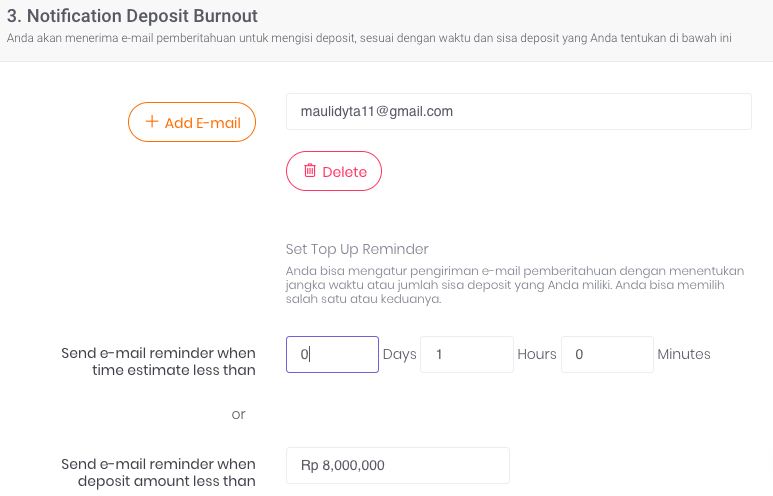 3. Notification Deposit Burnout
Anda akan menerima e-mail pemberitahuan untuk mengisi deposit, sesuai dengan waktu dan sisa deposit yang Anda tentukan di bawah ini
maulidyta11@gmail.com
+ Add E-mail
Delete
Set Top Up Reminder
Anda bisa mengatur pengiriman e-mail pemberitahuan dengan menentukan
jangka waktu atau jumlah sisa deposit yang Anda miliki. Anda bisa memilih
salah satu atau keduanya.
Send e-mail reminder when
time estimate less than
0 Days 1 Hours 0 Minutes
or
Send e-mail reminder when
deposit amount less than
Rp 8,000,000